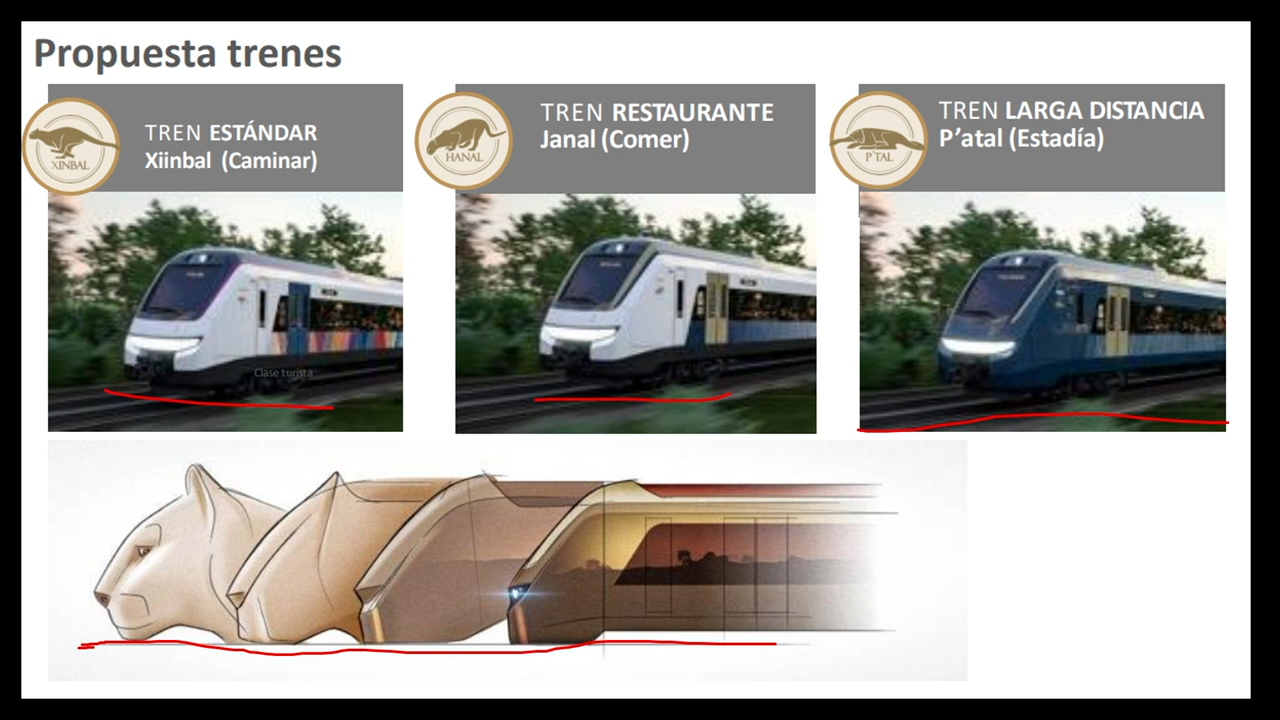 Propuesta trenes
TREN ESTÁNDAR
Xiinbal (Caminar)
XINBAL
TREN RESTAURANTE
Janal (Comer)
HANAL
TREN LARGA DISTANCIA
P’atal (Estadía)
P'TAL
Clase turista